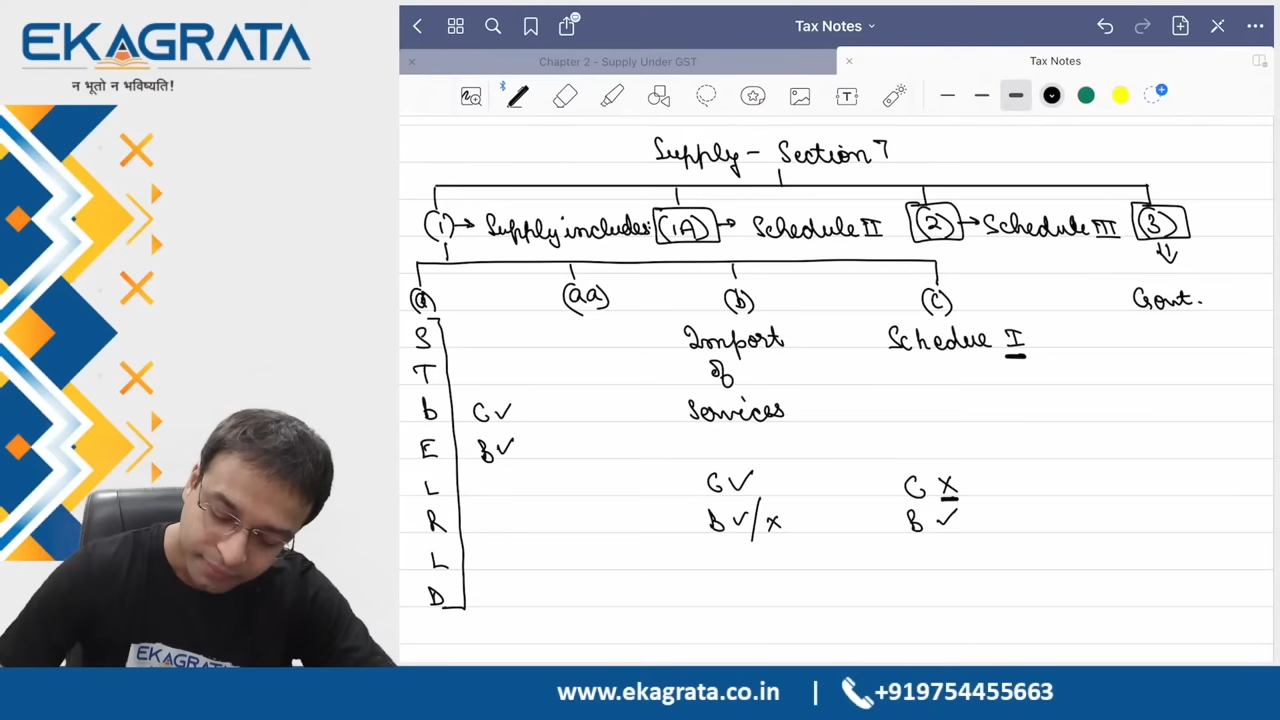 EKAGRATA
न भूतो न भविष्यति!
Tax Notes
Chapter 2 - Supply Under GST
Tax Notes
Supply - Section 7
(1) → Supply includes: (1A) → Schedule II (2) → Schedule III (3)
(a) (aa) (b) (c) Govt.
S Import Schedue I
T of
b C✓ Services
E B✓
L C✓ C X
R B✓/x B✓
L
D
EKAGRATA
www.ekagrata.co.in | +919754455663